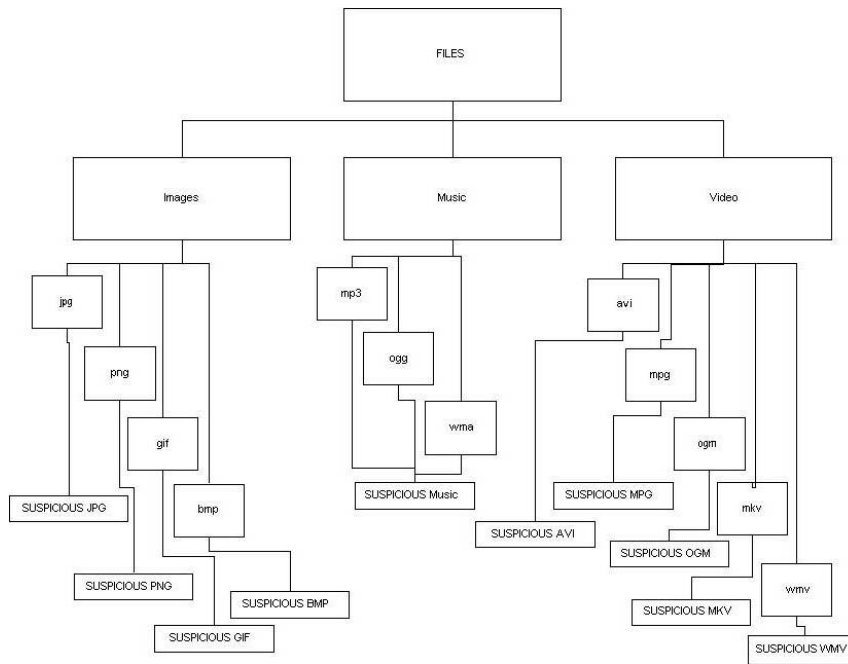 FILES
Images
Music
Video
jpg
mp3
avi
png
ogg
mpg
gif
wma
ogm
SUSPICIOUS JPG
bmp
SUSPICIOUS Music
SUSPICIOUS MPG
mkv
SUSPICIOUS AVI
SUSPICIOUS PNG
SUSPICIOUS BMP
SUSPICIOUS OGM
wmv
SUSPICIOUS GIF
SUSPICIOUS MKV
SUSPICIOUS WMV